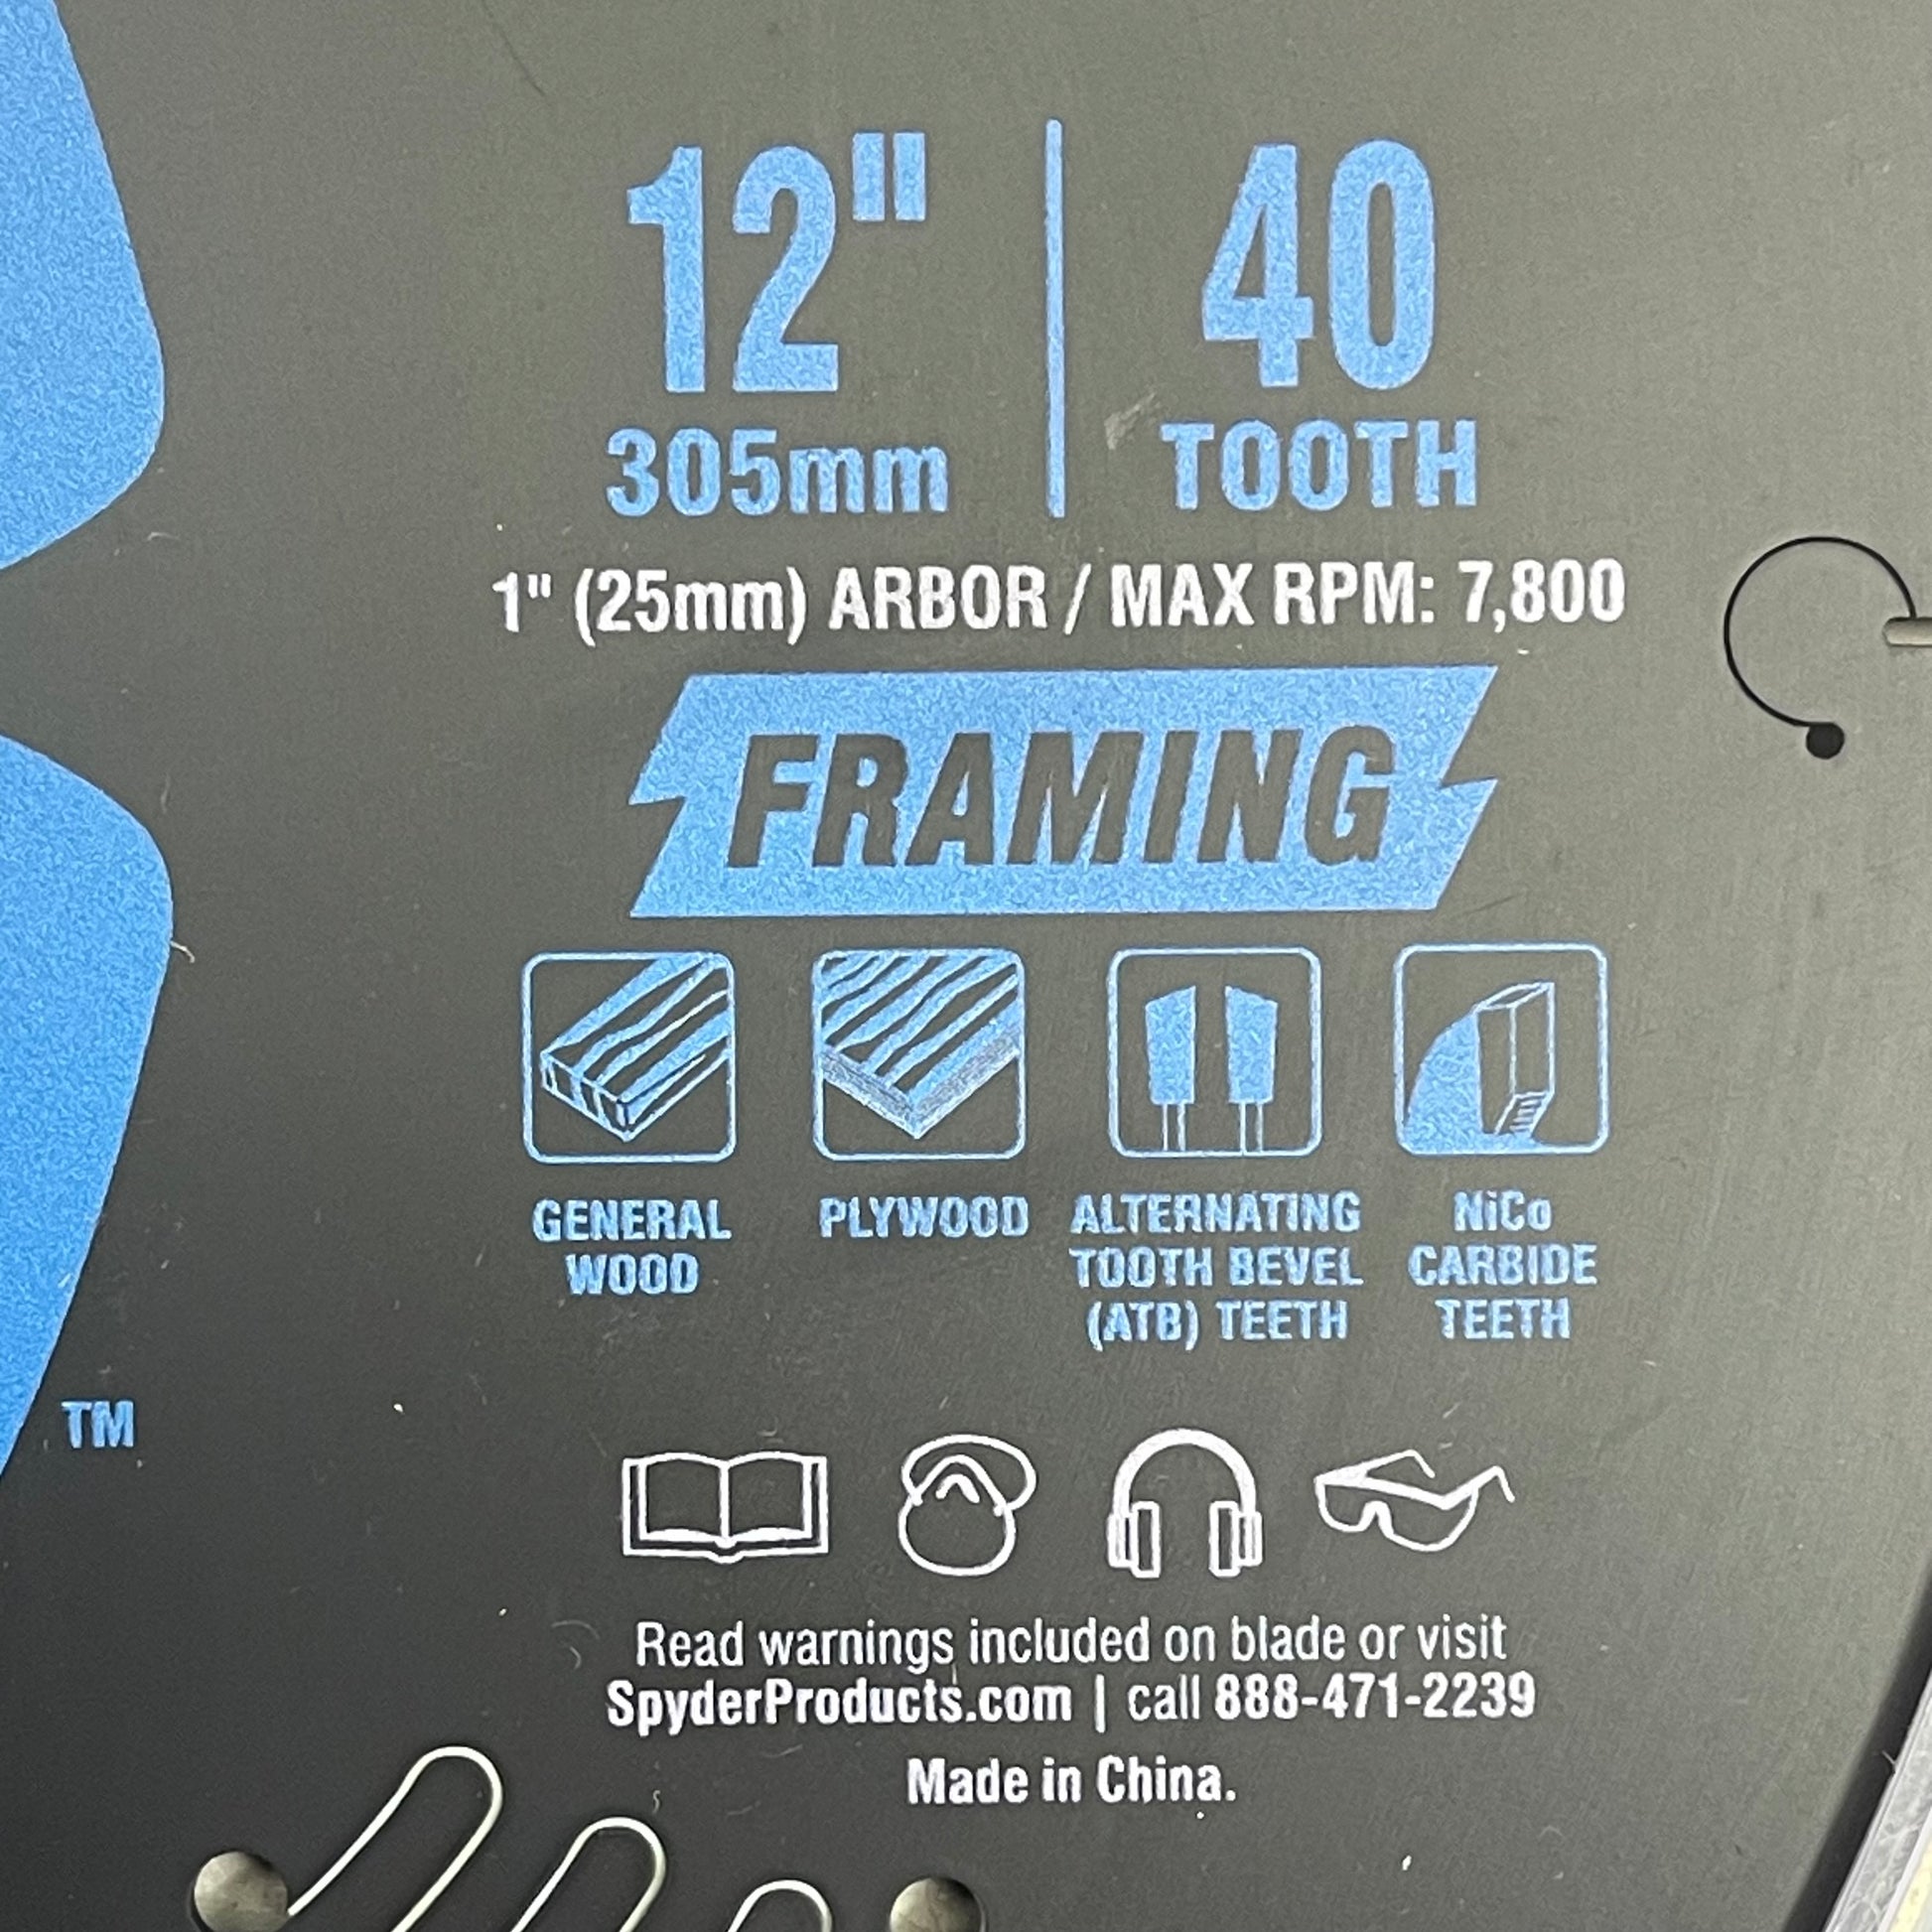 12" 40
305mm TOOTH
1" (25mm) ARBOR / MAX RPM: 7,800
FRAMING
GENERAL WOOD
PLYWOOD
ALTERNATING TOOTH BEVEL (ATB) TEETH
NiCo CARBIDE TEETH
TM
Read warnings included on blade or visit
SpyderProducts.com | call 888-471-2239
Made in China.